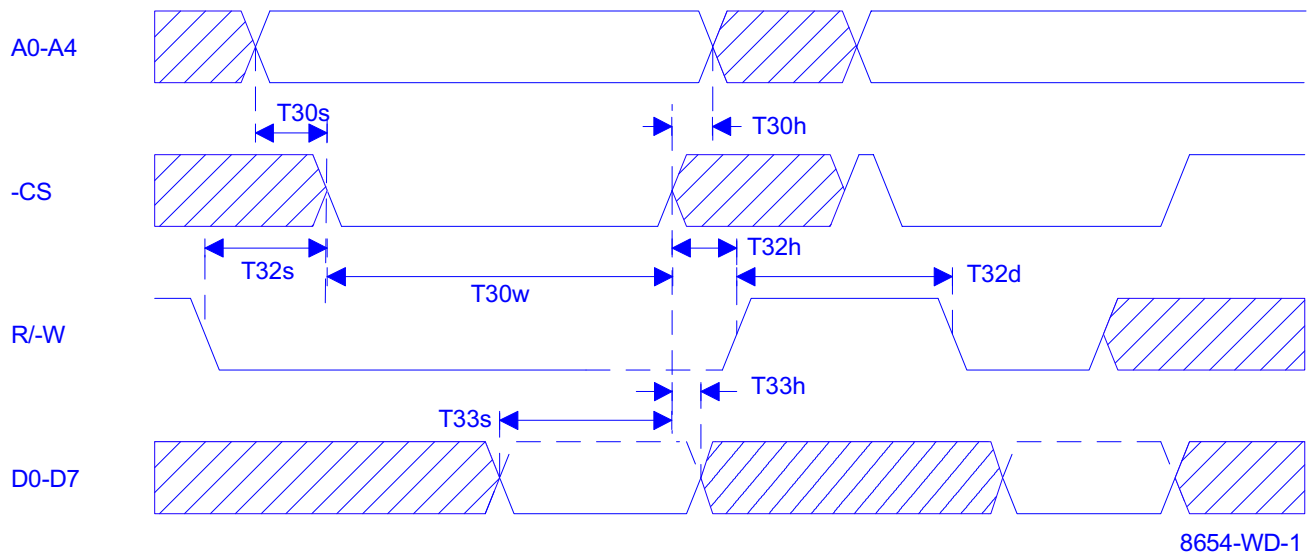 A0-A4
T30s
T30h
-CS
T32s
T32h
T30w
T32d
R/-W
T33s
T33h
D0-D7
8654-WD-1